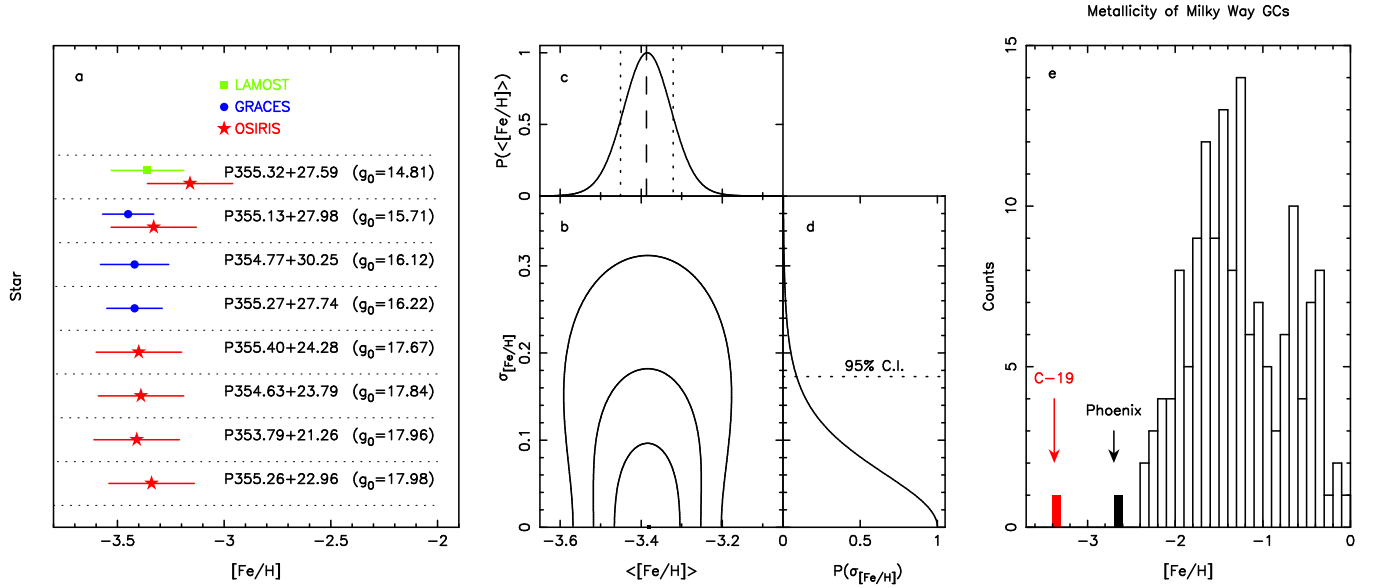 Metallicity of Milky Way GCs
a
LAMOST
GRACES
OSIRIS
P355.32+27.59 (g₀=14.81)
P355.13+27.98 (g₀=15.71)
P354.77+30.25 (g₀=16.12)
P355.27+27.74 (g₀=16.22)
P355.40+24.28 (g₀=17.67)
P354.63+23.79 (g₀=17.84)
P353.79+21.26 (g₀=17.96)
P355.26+22.96 (g₀=17.98)
Star
−3.5 −3 −2.5 −2
[Fe/H]
c
P(<[Fe/H]>)
1
0.5
0
b
σ[Fe/H]
0.3
0.2
0.1
0
−3.6 −3.4 −3.2
<[Fe/H]>
d
95% C.I.
0 0.5 1
P(σ[Fe/H])
e
Counts
15
10
5
0
C−19
Phoenix
−3 −2 −1 0
[Fe/H]